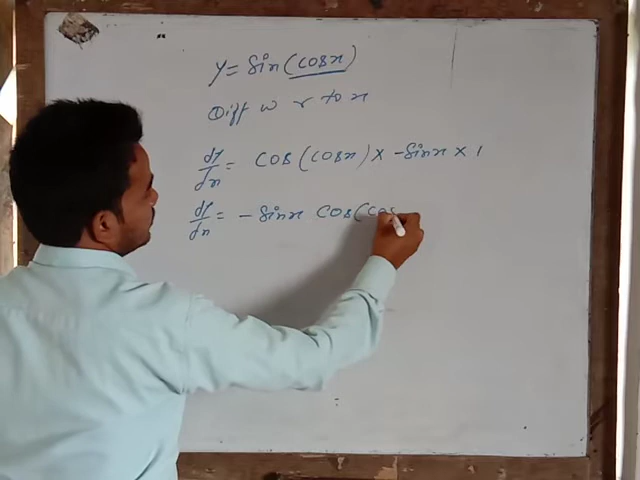 y = Sin (cosx)
Diff w r to x
dy/dx = cos (cosx) x -Sinx x 1
dy/dx = - Sinx cos(cos